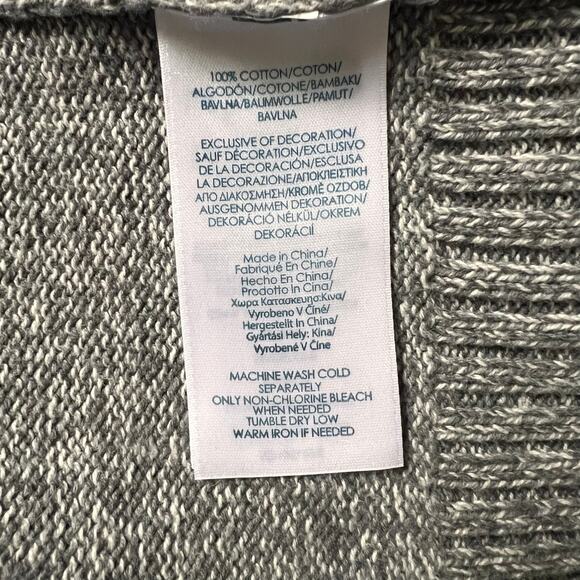 100% COTTON/COTON/
ALGODÓN/COTONE/BAMBAKI/
BAVLNA/BAUMWOLLE/PAMUT/
BAVLNA
EXCLUSIVE OF DECORATION/
SAUF DÉCORATION/EXCLUSIVO
DE LA DECORACIÓN/ESCLUSA
LA DECORAZIONE/ΑΠΟΚΛΕΙΣΤΙΚΗ
ΑΠΟ ΔΙΑΚΟΣΜΗΣΗ/KROMĚ OZDOB/
AUSGENOMMEN DEKORATION/
DEKORÁCIÓ NÉLKÜL/OKREM
DEKORÁCIÍ
Made in China/
Fabriqué En Chine/
Hecho En China/
Prodotto in Cina/
Χωρα Κατασκευησ:Κινα/
Vyrobeno V Číně/
Hergestellt In China/
Gyártási Hely: Kína/
Vyrobené V Číne
MACHINE WASH COLD
SEPARATELY
ONLY NON-CHLORINE BLEACH
WHEN NEEDED
TUMBLE DRY LOW
WARM IRON IF NEEDED